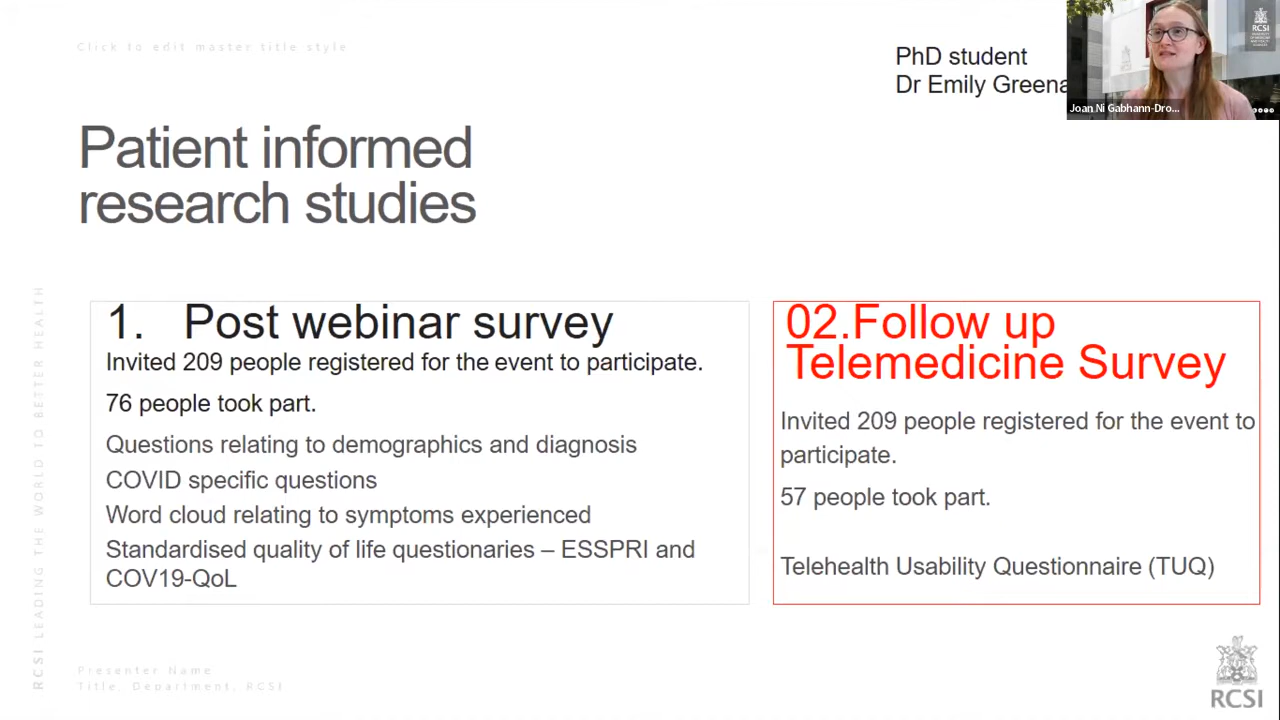 Click to edit master title style
PhD student
Dr Emily Greena
RCSI
Joan Ni Gabhann-Dro...
Patient informed
research studies
RCSI LEADING THE WORLD TO BETTER HEALTH
1. Post webinar survey
Invited 209 people registered for the event to participate.
76 people took part.
Questions relating to demographics and diagnosis
COVID specific questions
Word cloud relating to symptoms experienced
Standardised quality of life questionaries – ESSPRI and
COV19-QoL
02.Follow up
Telemedicine Survey
Invited 209 people registered for the event to
participate.
57 people took part.
Telehealth Usability Questionnaire (TUQ)
Presenter Name
Title, Department, RCSI
RCSI